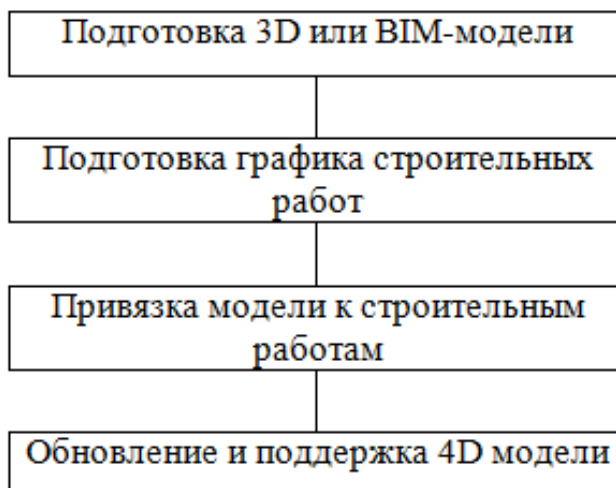 Подготовка 3D или BIM-модели
Подготовка графика строительных
работ
Привязка модели к строительным
работам
Обновление и поддержка 4D модели